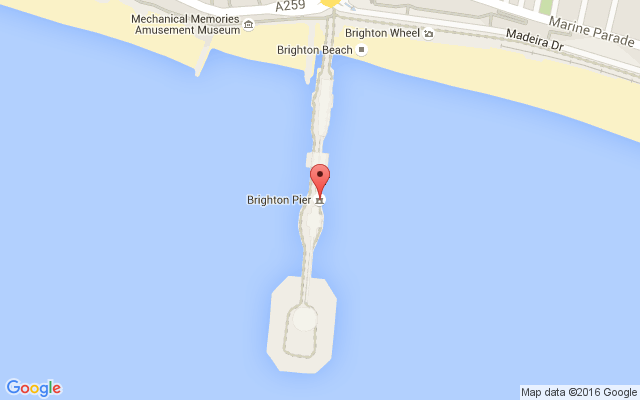 A259
Mechanical Memories
Amusement Museum
Brighton Wheel
Marine Parade
Madeira Dr
Brighton Beach
Brighton Pier
Google
Map data ©2016 Google